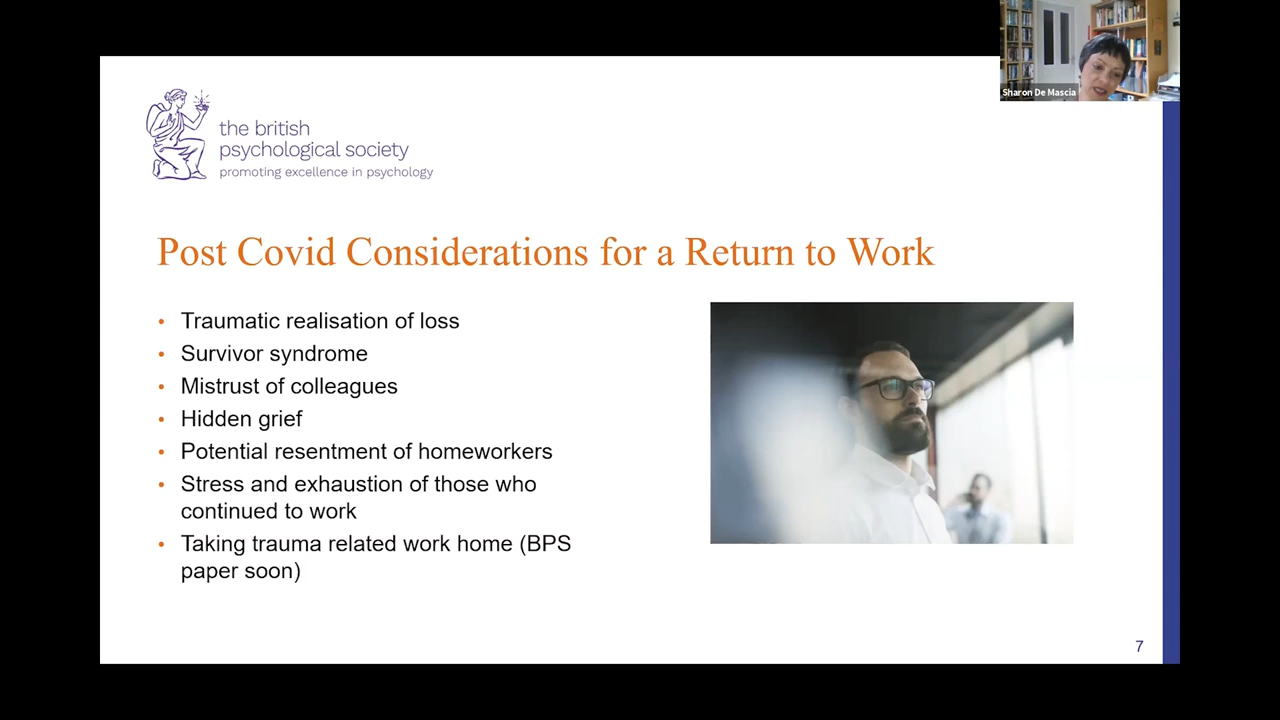 Sharon De Mascia
the british
psychological society
promoting excellence in psychology
Post Covid Considerations for a Return to Work
• Traumatic realisation of loss
• Survivor syndrome
• Mistrust of colleagues
• Hidden grief
• Potential resentment of homeworkers
• Stress and exhaustion of those who
continued to work
• Taking trauma related work home (BPS
paper soon)
7